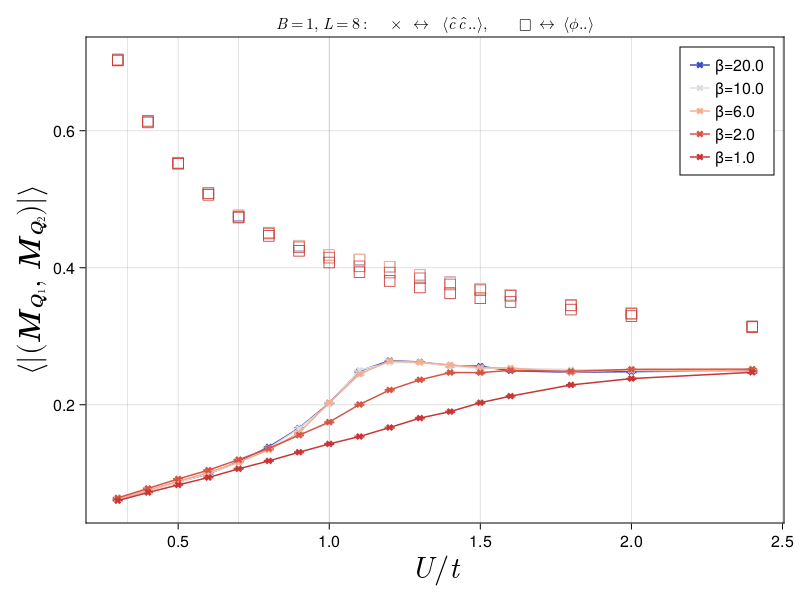 B = 1, L = 8 : × ↔ ⟨ĉ ĉ ..⟩, □ ↔ ⟨ϕ..⟩
β=20.0
β=10.0
β=6.0
β=2.0
β=1.0
⟨|(M_{Q_1}, M_{Q_2})|⟩
0.6
0.4
0.2
0.5
1.0
1.5
2.0
2.5
U/t